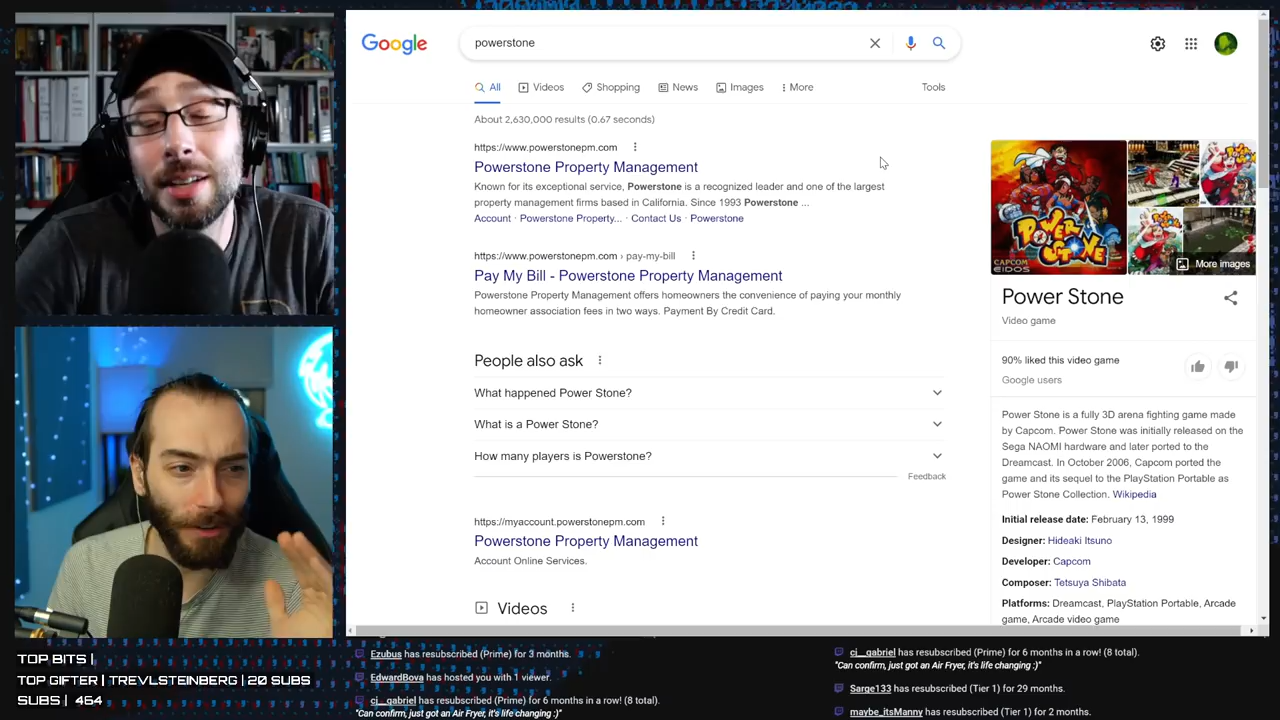 Google
powerstone
All
Videos
Shopping
News
Images
More
Tools
About 2,630,000 results (0.67 seconds)
https://www.powerstonepm.com
Powerstone Property Management
Known for its exceptional service, Powerstone is a recognized leader and one of the largest
property management firms based in California. Since 1993 Powerstone ...
Account · Powerstone Property... · Contact Us · Powerstone
https://www.powerstonepm.com › pay-my-bill
Pay My Bill - Powerstone Property Management
Powerstone Property Management offers homeowners the convenience of paying your monthly
homeowner association fees in two ways. Payment By Credit Card.
People also ask
What happened Power Stone?
What is a Power Stone?
How many players is Powerstone?
Feedback
https://myaccount.powerstonepm.com
Powerstone Property Management
Account Online Services.
Videos
POWER
STONE
CAPCOM
EIDOS
More images
Power Stone
Video game
90% liked this video game
Google users
Power Stone is a fully 3D arena fighting game made
by Capcom. Power Stone was initially released on the
Sega NAOMI hardware and later ported to the
Dreamcast. In October 2006, Capcom ported the
game and its sequel to the PlayStation Portable as
Power Stone Collection. Wikipedia
Initial release date: February 13, 1999
Designer: Hideaki Itsuno
Developer: Capcom
Composer: Tetsuya Shibata
Platforms: Dreamcast, PlayStation Portable, Arcade
game, Arcade video game
TOP BITS |
TOP GIFTER | TREVLSTEINBERG | 20 SUBS
SUBS | 464
Ezubus has resubscribed (Prime) for 3 months.
EdwardBova has hosted you with 1 viewer.
cj__gabriel has resubscribed (Prime) for 6 months in a row! (8 total).
"Can confirm, just got an Air Fryer, it's life changing :)"
cj__gabriel has resubscribed (Prime) for 6 months in a row! (8 total).
"Can confirm, just got an Air Fryer, it's life changing :)"
Sarge133 has resubscribed (Tier 1) for 29 months.
maybe_itsManny has resubscribed (Tier 1) for 2 months.